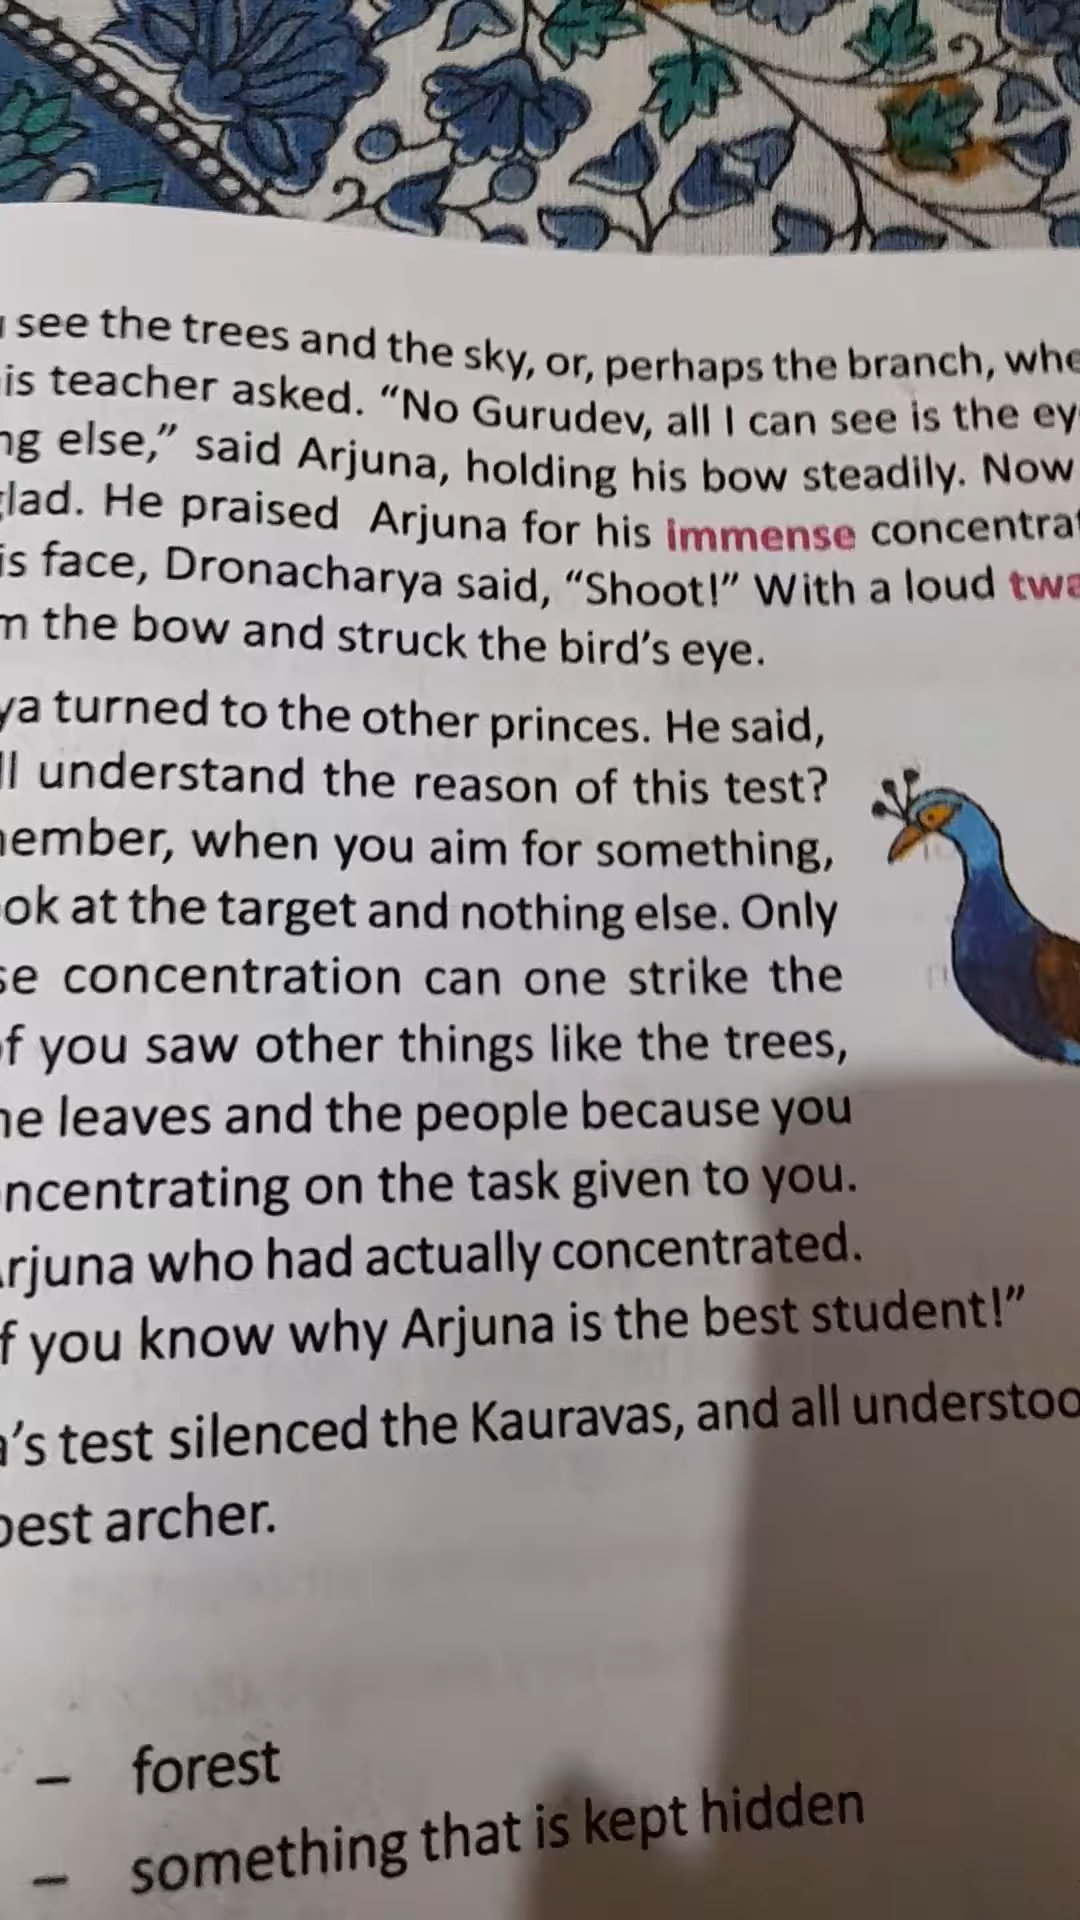 see the trees and the sky, or, perhaps the branch, whe
is teacher asked. “No Gurudev, all I can see is the ey
ng else,” said Arjuna, holding his bow steadily. Now
lad. He praised Arjuna for his immense concentrat
is face, Dronacharya said, “Shoot!” With a loud twa
m the bow and struck the bird’s eye.
ya turned to the other princes. He said,
ll understand the reason of this test?
ember, when you aim for something,
ok at the target and nothing else. Only
se concentration can one strike the
f you saw other things like the trees,
he leaves and the people because you
ncentrating on the task given to you.
rjuna who had actually concentrated.
f you know why Arjuna is the best student!”
a’s test silenced the Kauravas, and all understoo
best archer.
– forest
– something that is kept hidden